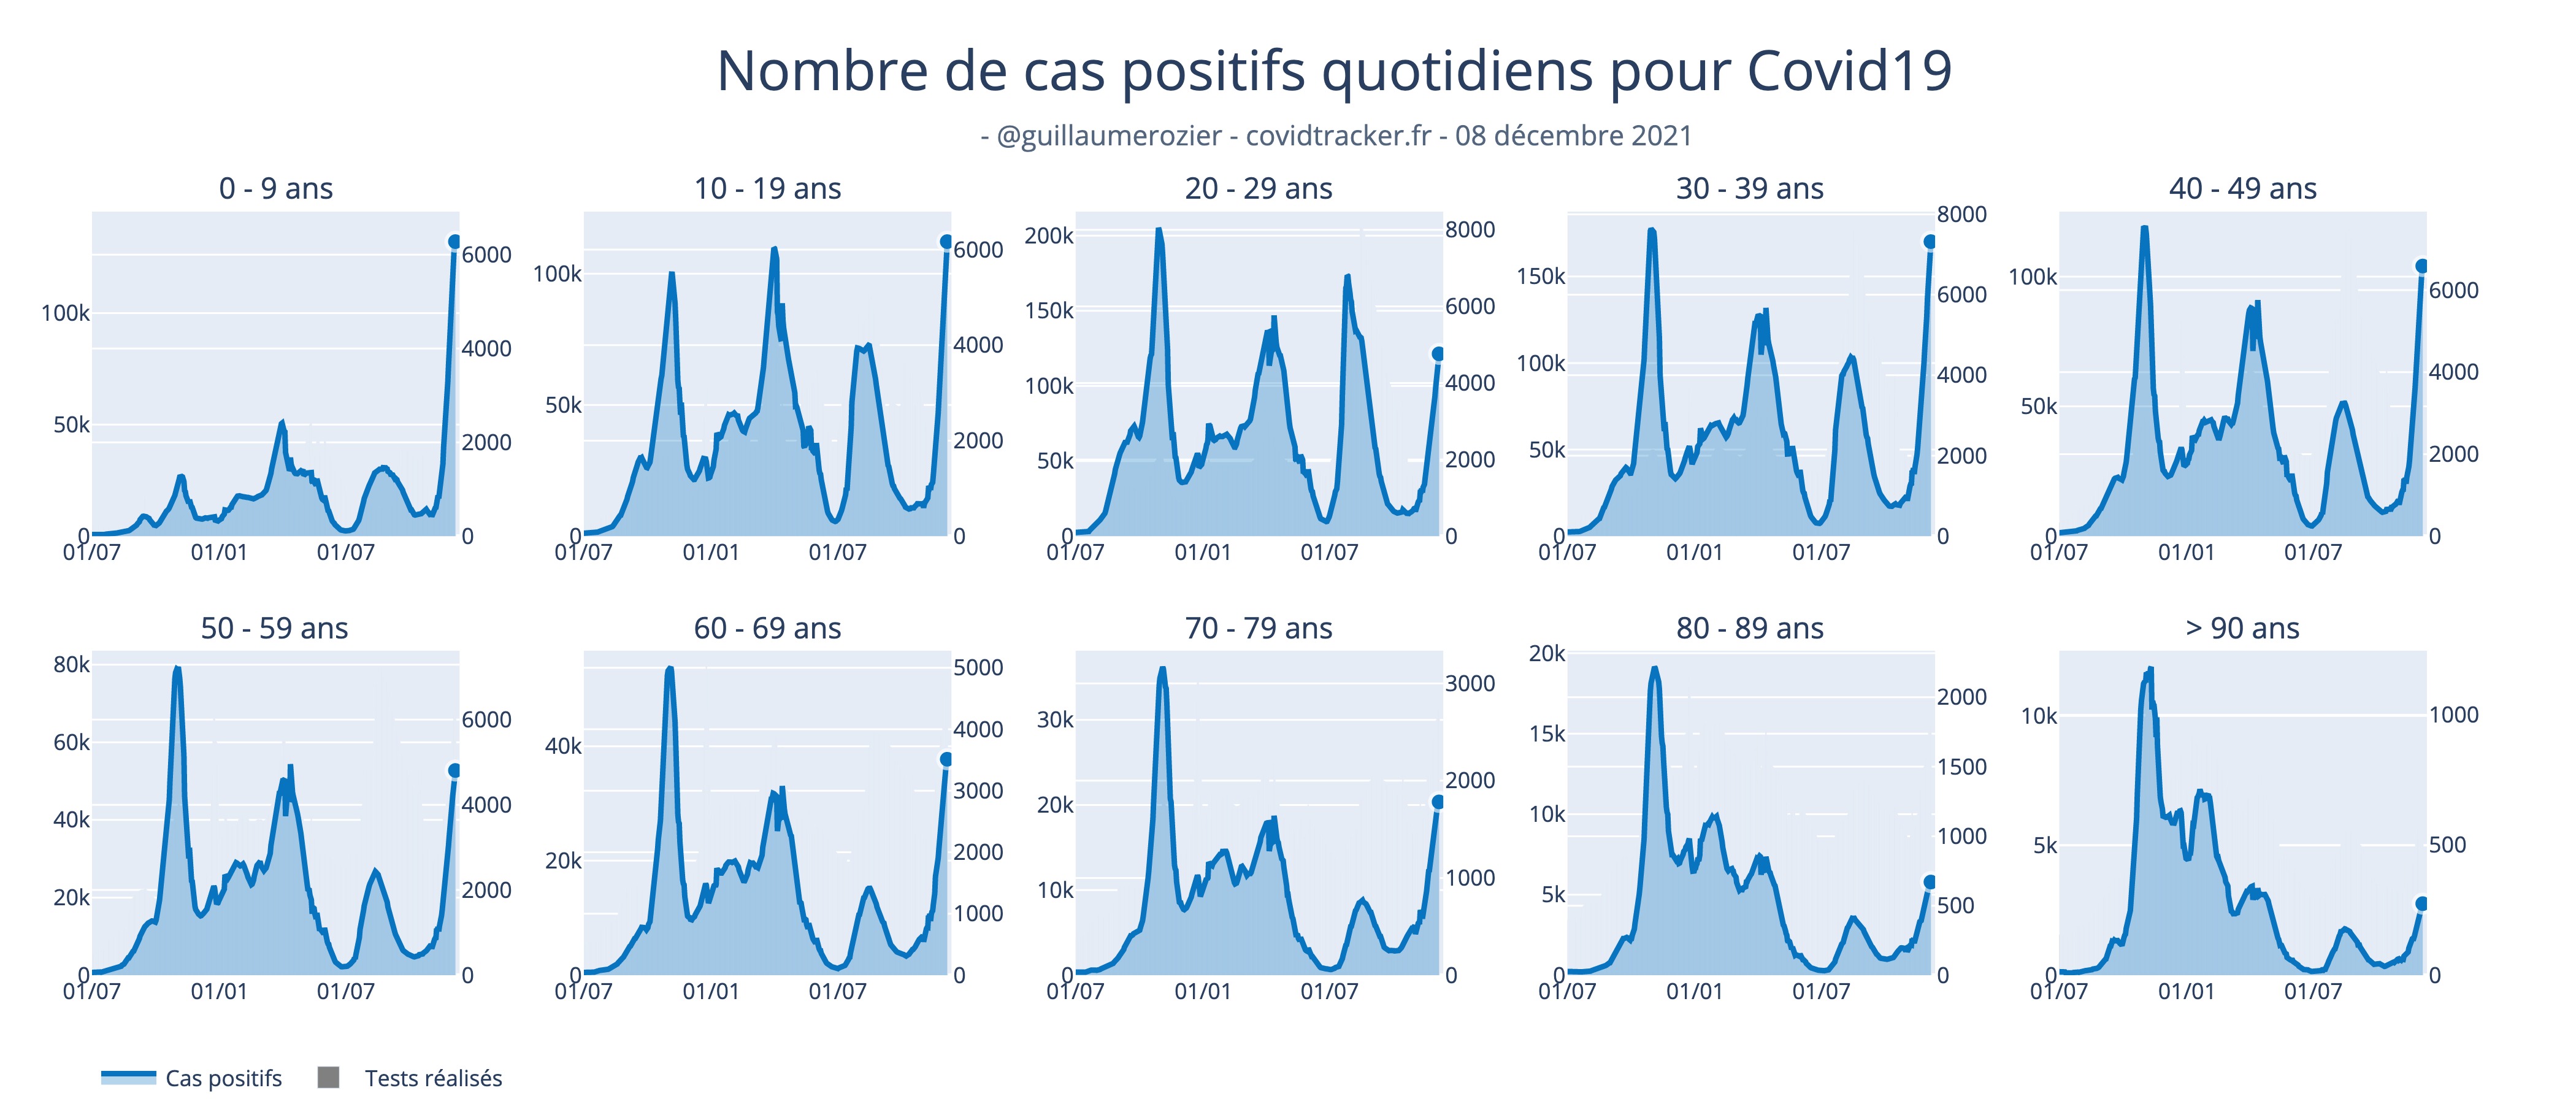 Nombre de cas positifs quotidiens pour Covid19
- @guillaumerozier - covidtracker.fr - 08 décembre 2021
0 - 9 ans
100k
50k
0
6000
4000
2000
0
01/07 01/01 01/07
10 - 19 ans
100k
50k
0
6000
4000
2000
0
01/07 01/01 01/07
20 - 29 ans
200k
150k
100k
50k
0
8000
6000
4000
2000
0
01/07 01/01 01/07
30 - 39 ans
150k
100k
50k
0
8000
6000
4000
2000
0
01/07 01/01 01/07
40 - 49 ans
100k
50k
0
6000
4000
2000
0
01/07 01/01 01/07
50 - 59 ans
80k
60k
40k
20k
0
6000
4000
2000
0
01/07 01/01 01/07
60 - 69 ans
40k
20k
0
5000
4000
3000
2000
1000
0
01/07 01/01 01/07
70 - 79 ans
30k
20k
10k
0
3000
2000
1000
0
01/07 01/01 01/07
80 - 89 ans
20k
15k
10k
5k
0
2000
1500
1000
500
0
01/07 01/01 01/07
> 90 ans
10k
5k
0
1000
500
0
01/07 01/01 01/07
Cas positifs Tests réalisés